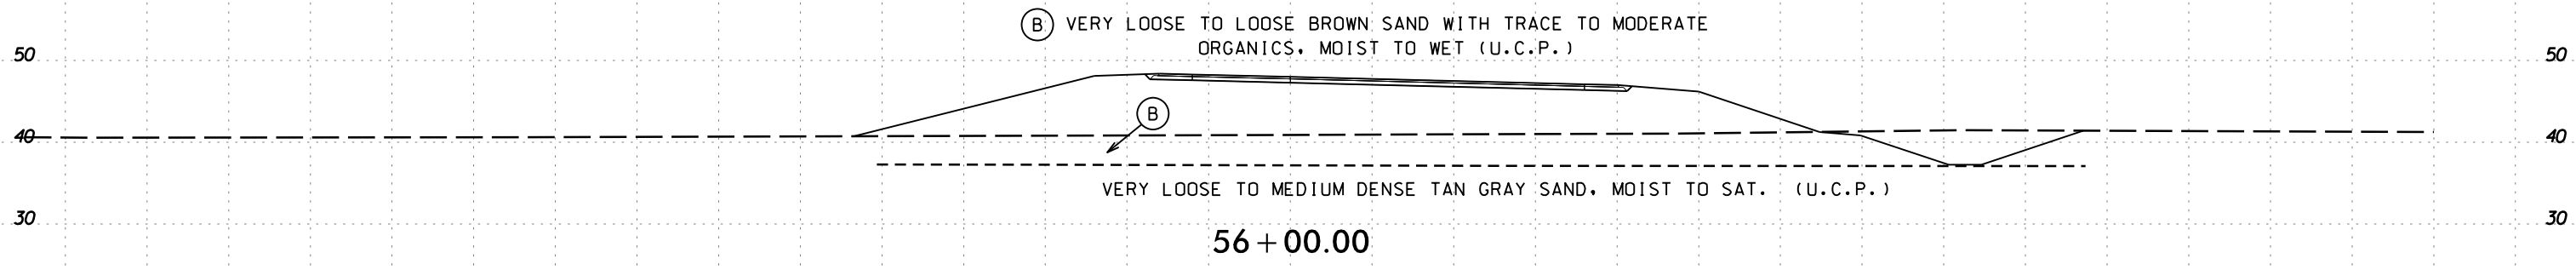 B VERY LOOSE TO LOOSE BROWN SAND WITH TRACE TO MODERATE
ORGANICS, MOIST TO WET (U.C.P.)
50 50
B
40 40
VERY LOOSE TO MEDIUM DENSE TAN GRAY SAND, MOIST TO SAT. (U.C.P.)
30 30
56+00.00